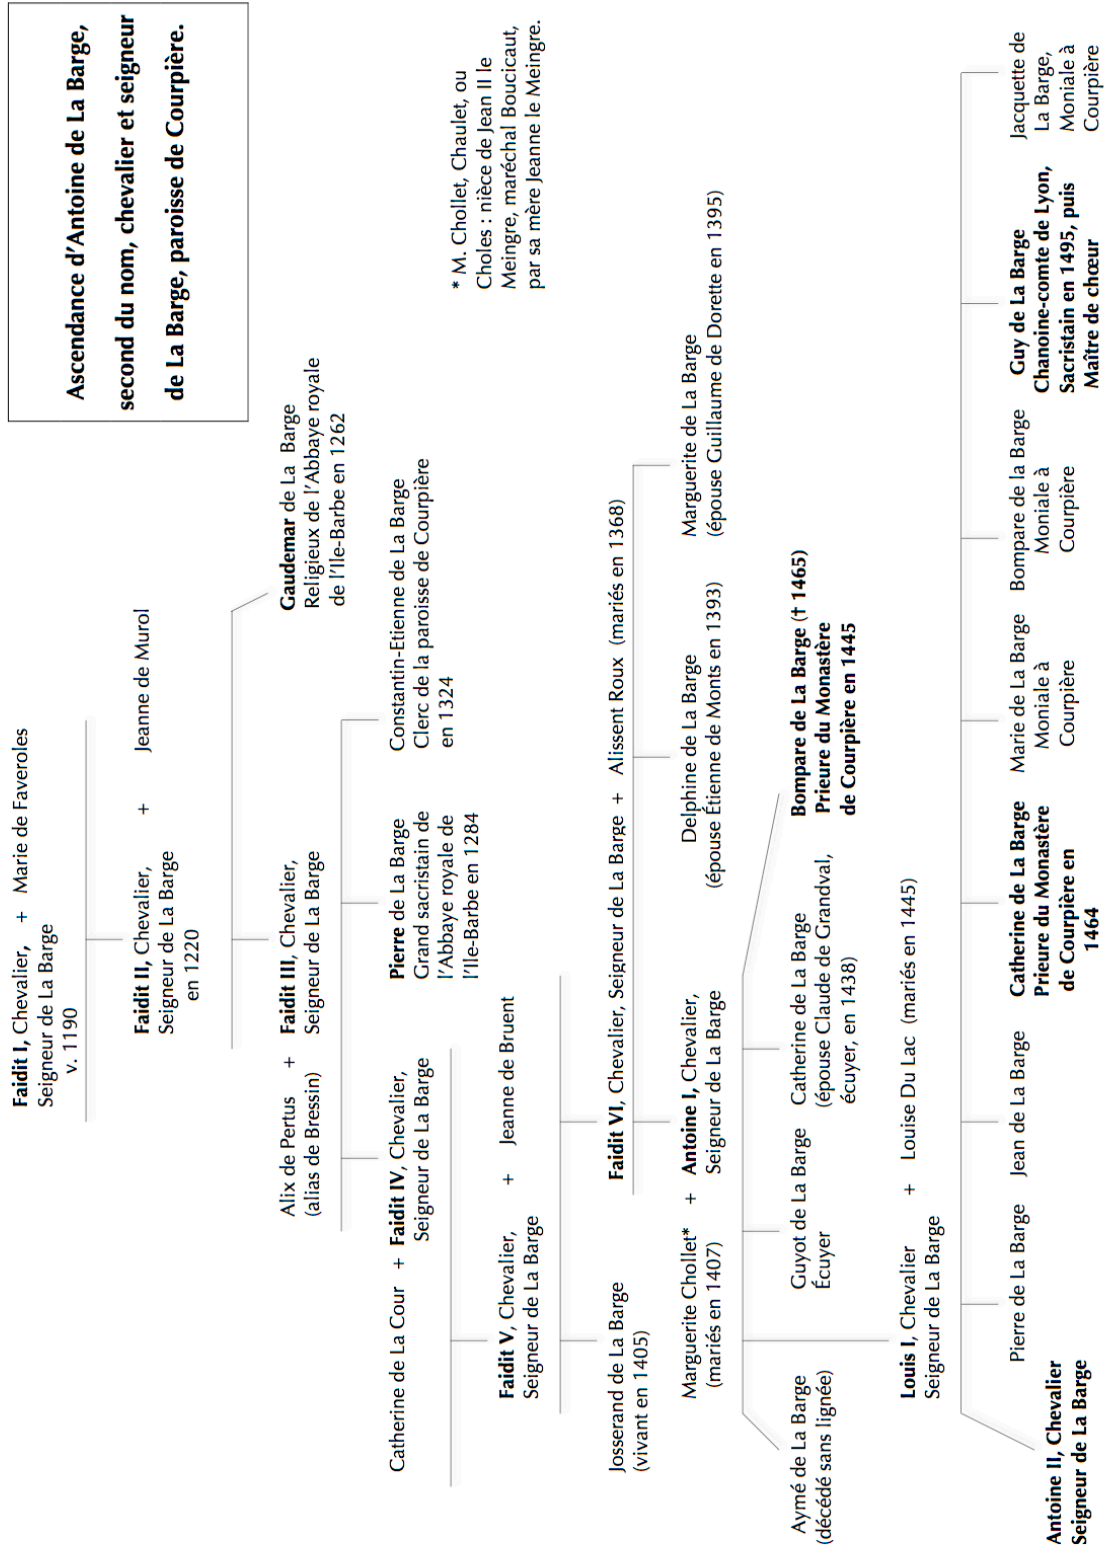 Ascendance d'Antoine de La Barge,
second du nom, chevalier et seigneur
de La Barge, paroisse de Courpière.
Faidit I, Chevalier, + Marie de Faveroles
Seigneur de La Barge
v. 1190
Faidit II, Chevalier, + Jeanne de Murol
Seigneur de La Barge
en 1220
Alix de Pertus + Faidit III, Chevalier,
(alias de Bressin) Seigneur de La Barge
Gaudemar de La Barge
Religieux de l'Abbaye royale
de l'Ile-Barbe en 1262
Catherine de La Cour + Faidit IV, Chevalier,
Seigneur de La Barge
Pierre de La Barge
Grand sacristain de
l'Abbaye royale de
l'Ile-Barbe en 1284
Constantin-Etienne de La Barge
Clerc de la paroisse de Courpière
en 1324
* M. Chollet, Chaulet, ou
Choles : nièce de Jean II le
Meingre, maréchal Boucicaut,
par sa mère Jeanne le Meingre.
Faidit V, Chevalier, + Jeanne de Bruent
Seigneur de La Barge
Josserand de La Barge
(vivant en 1405)
Faidit VI, Chevalier, Seigneur de La Barge + Alissent Roux (mariés en 1368)
Marguerite Chollet* + Antoine I, Chevalier,
(mariés en 1407) Seigneur de La Barge
Delphine de La Barge
(épouse Étienne de Monts en 1393)
Marguerite de La Barge
(épouse Guillaume de Dorette en 1395)
Aymé de La Barge
(décédé sans lignée)
Guyot de La Barge
Écuyer
Catherine de La Barge
(épouse Claude de Grandval,
écuyer, en 1438)
Bompare de La Barge († 1465)
Prieure du Monastère
de Courpière en 1445
Louis I, Chevalier + Louise Du Lac (mariés en 1445)
Seigneur de La Barge
Antoine II, Chevalier
Seigneur de La Barge
Pierre de La Barge
Jean de La Barge
Catherine de La Barge
Prieure du Monastère
de Courpière en
1464
Marie de La Barge
Moniale à
Courpière
Bompare de la Barge
Moniale à
Courpière
Guy de La Barge
Chanoine-comte de Lyon,
Sacristain en 1495, puis
Maître de chœur
Jacquette de
La Barge,
Moniale à
Courpière